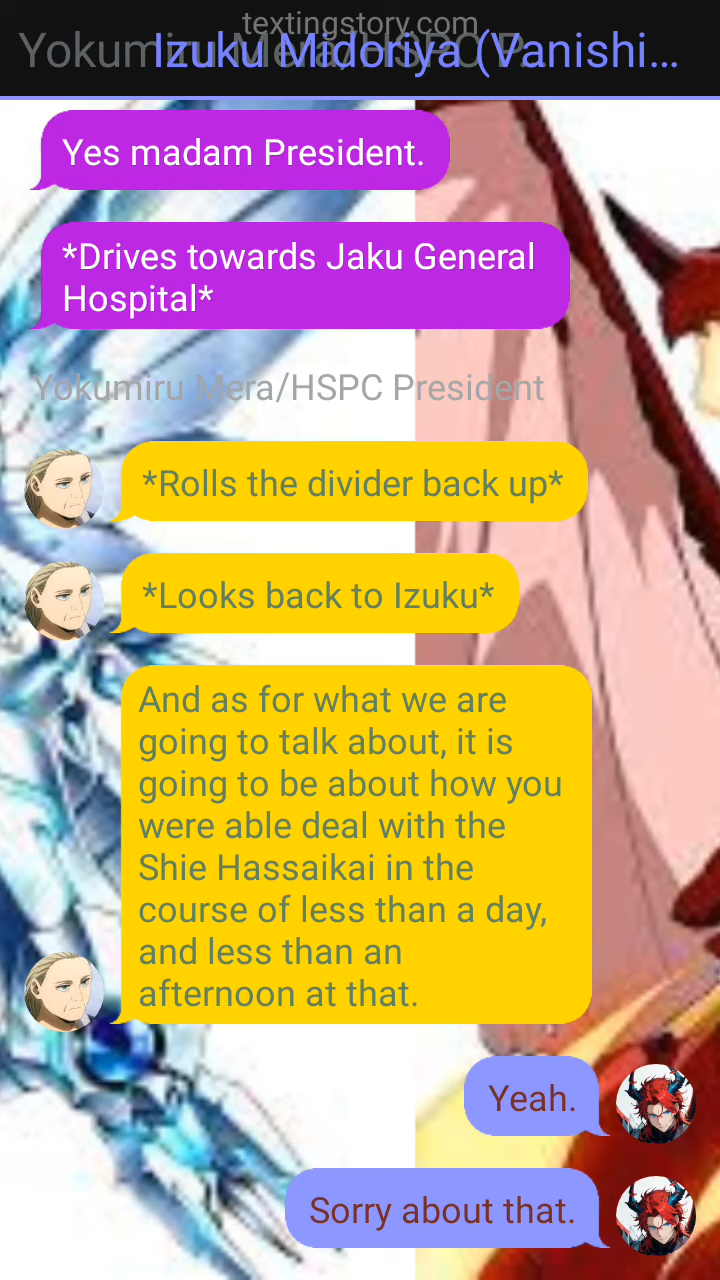 textingstory.com
Yokumiru Mera/HSPC P...
Izuku Midoriya (Vanishi...
Yes madam President.
*Drives towards Jaku General
Hospital*
Yokumiru Mera/HSPC President
*Rolls the divider back up*
*Looks back to Izuku*
And as for what we are
going to talk about, it is
going to be about how you
were able deal with the
Shie Hassaikai in the
course of less than a day,
and less than an
afternoon at that.
Yeah.
Sorry about that.